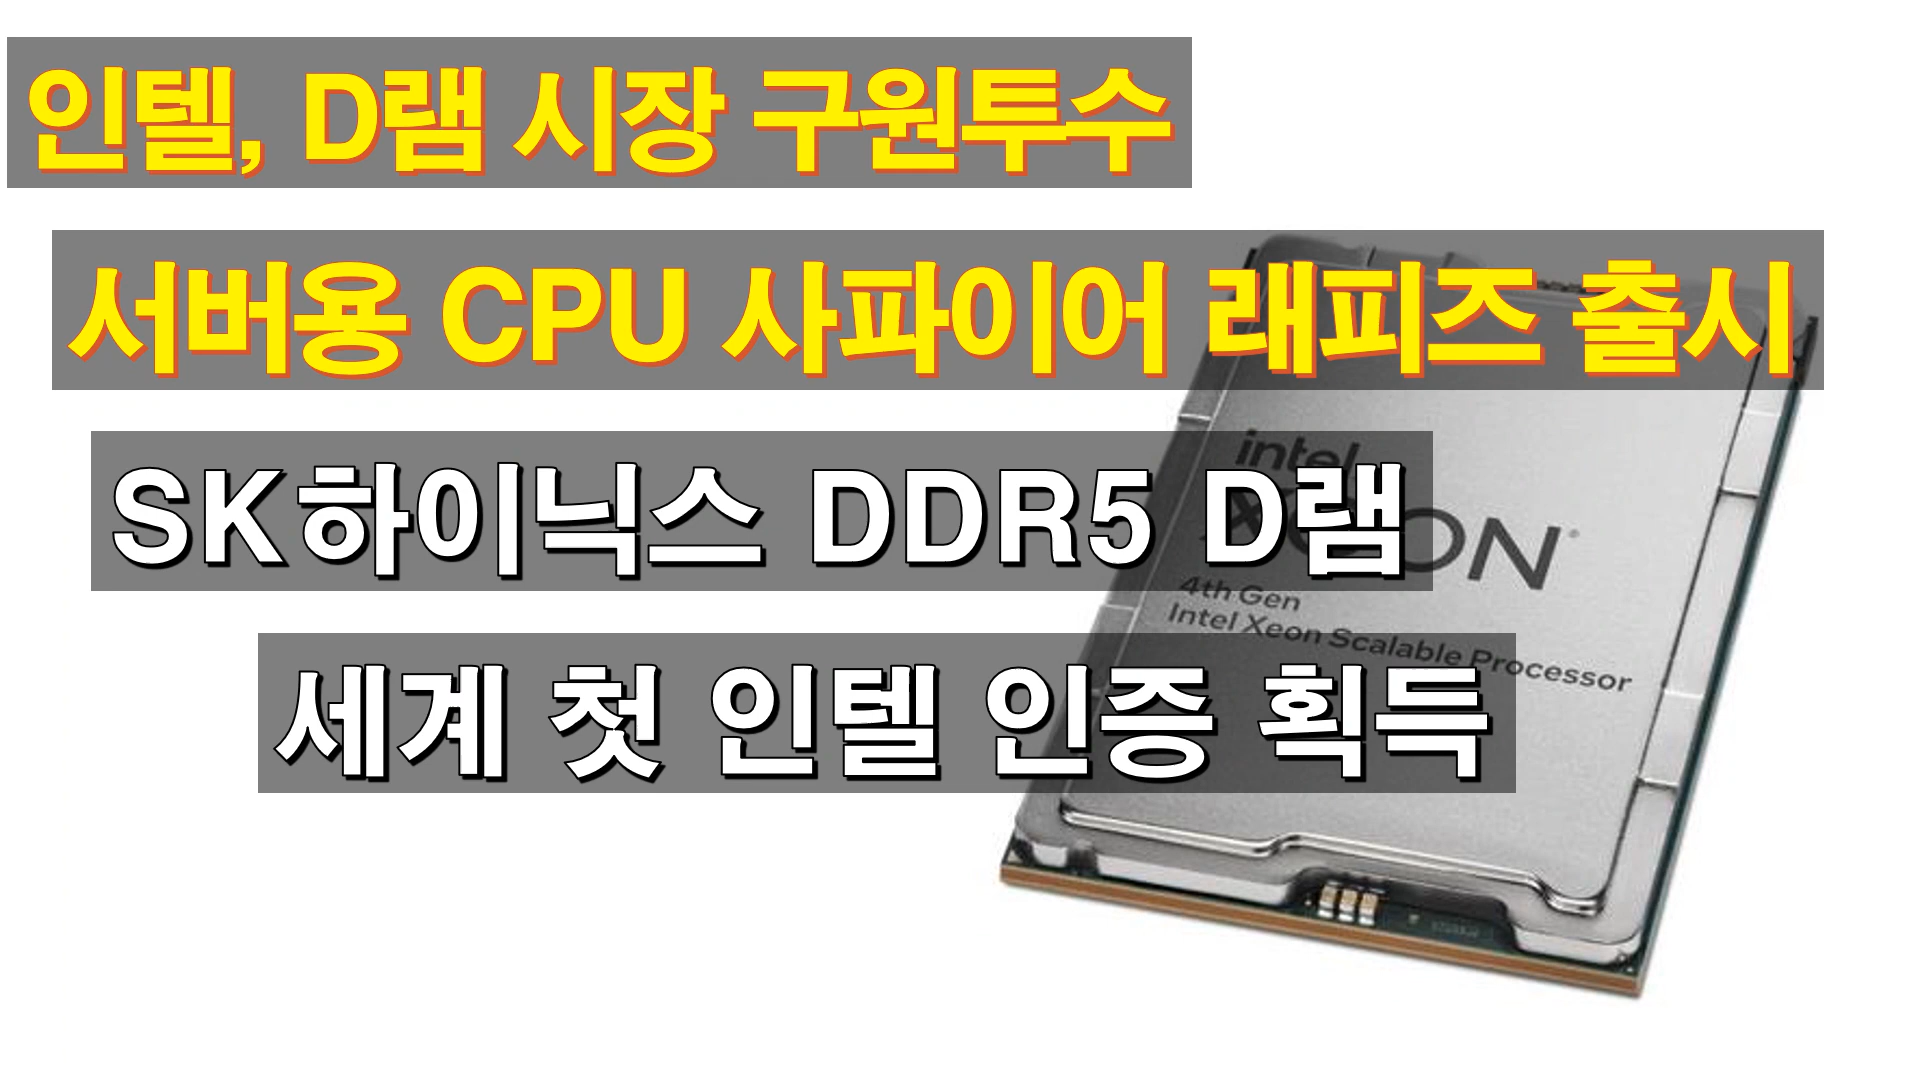 인텔, D램 시장 구원투수
서버용 CPU 사파이어 래피즈 출시
intel
SK하이닉스 DDR5 D램
XEON
4th Gen
Intel Xeon Scalable Processor
세계 첫 인텔 인증 획득